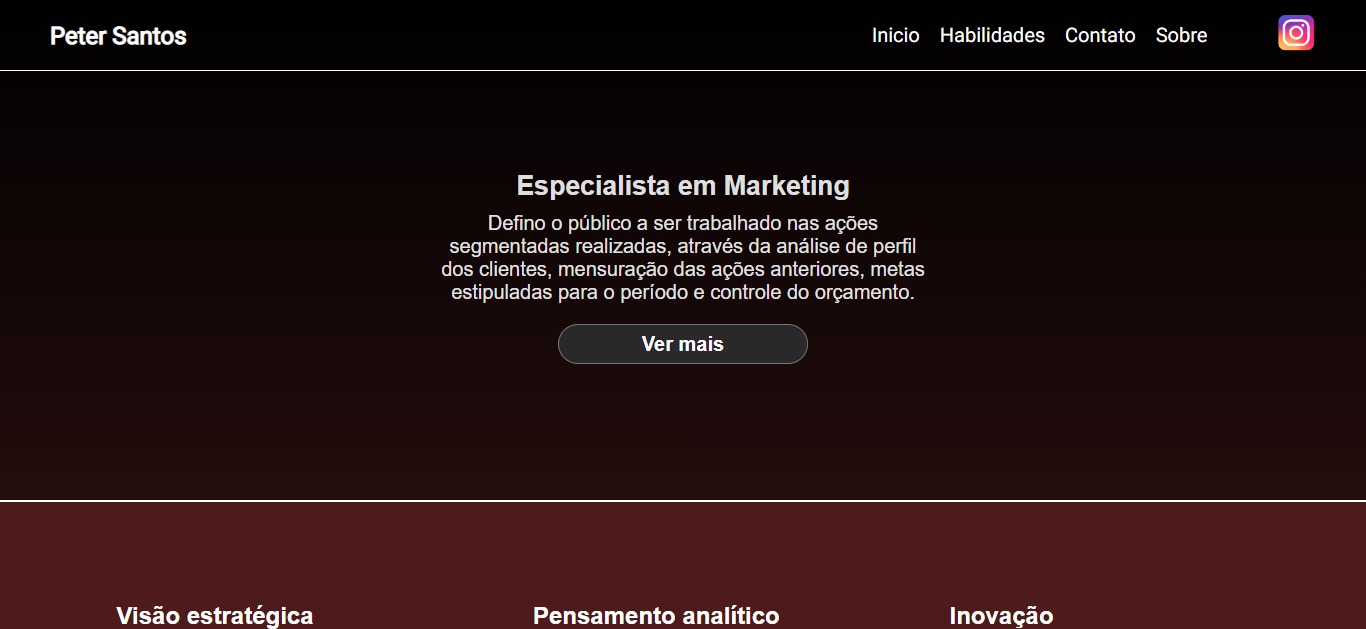 Peter Santos
Inicio Habilidades Contato Sobre
Especialista em Marketing
Defino o público a ser trabalhado nas ações
segmentadas realizadas, através da análise de perfil
dos clientes, mensuração das ações anteriores, metas
estipuladas para o período e controle do orçamento.
Ver mais
Visão estratégica
Pensamento analítico
Inovação